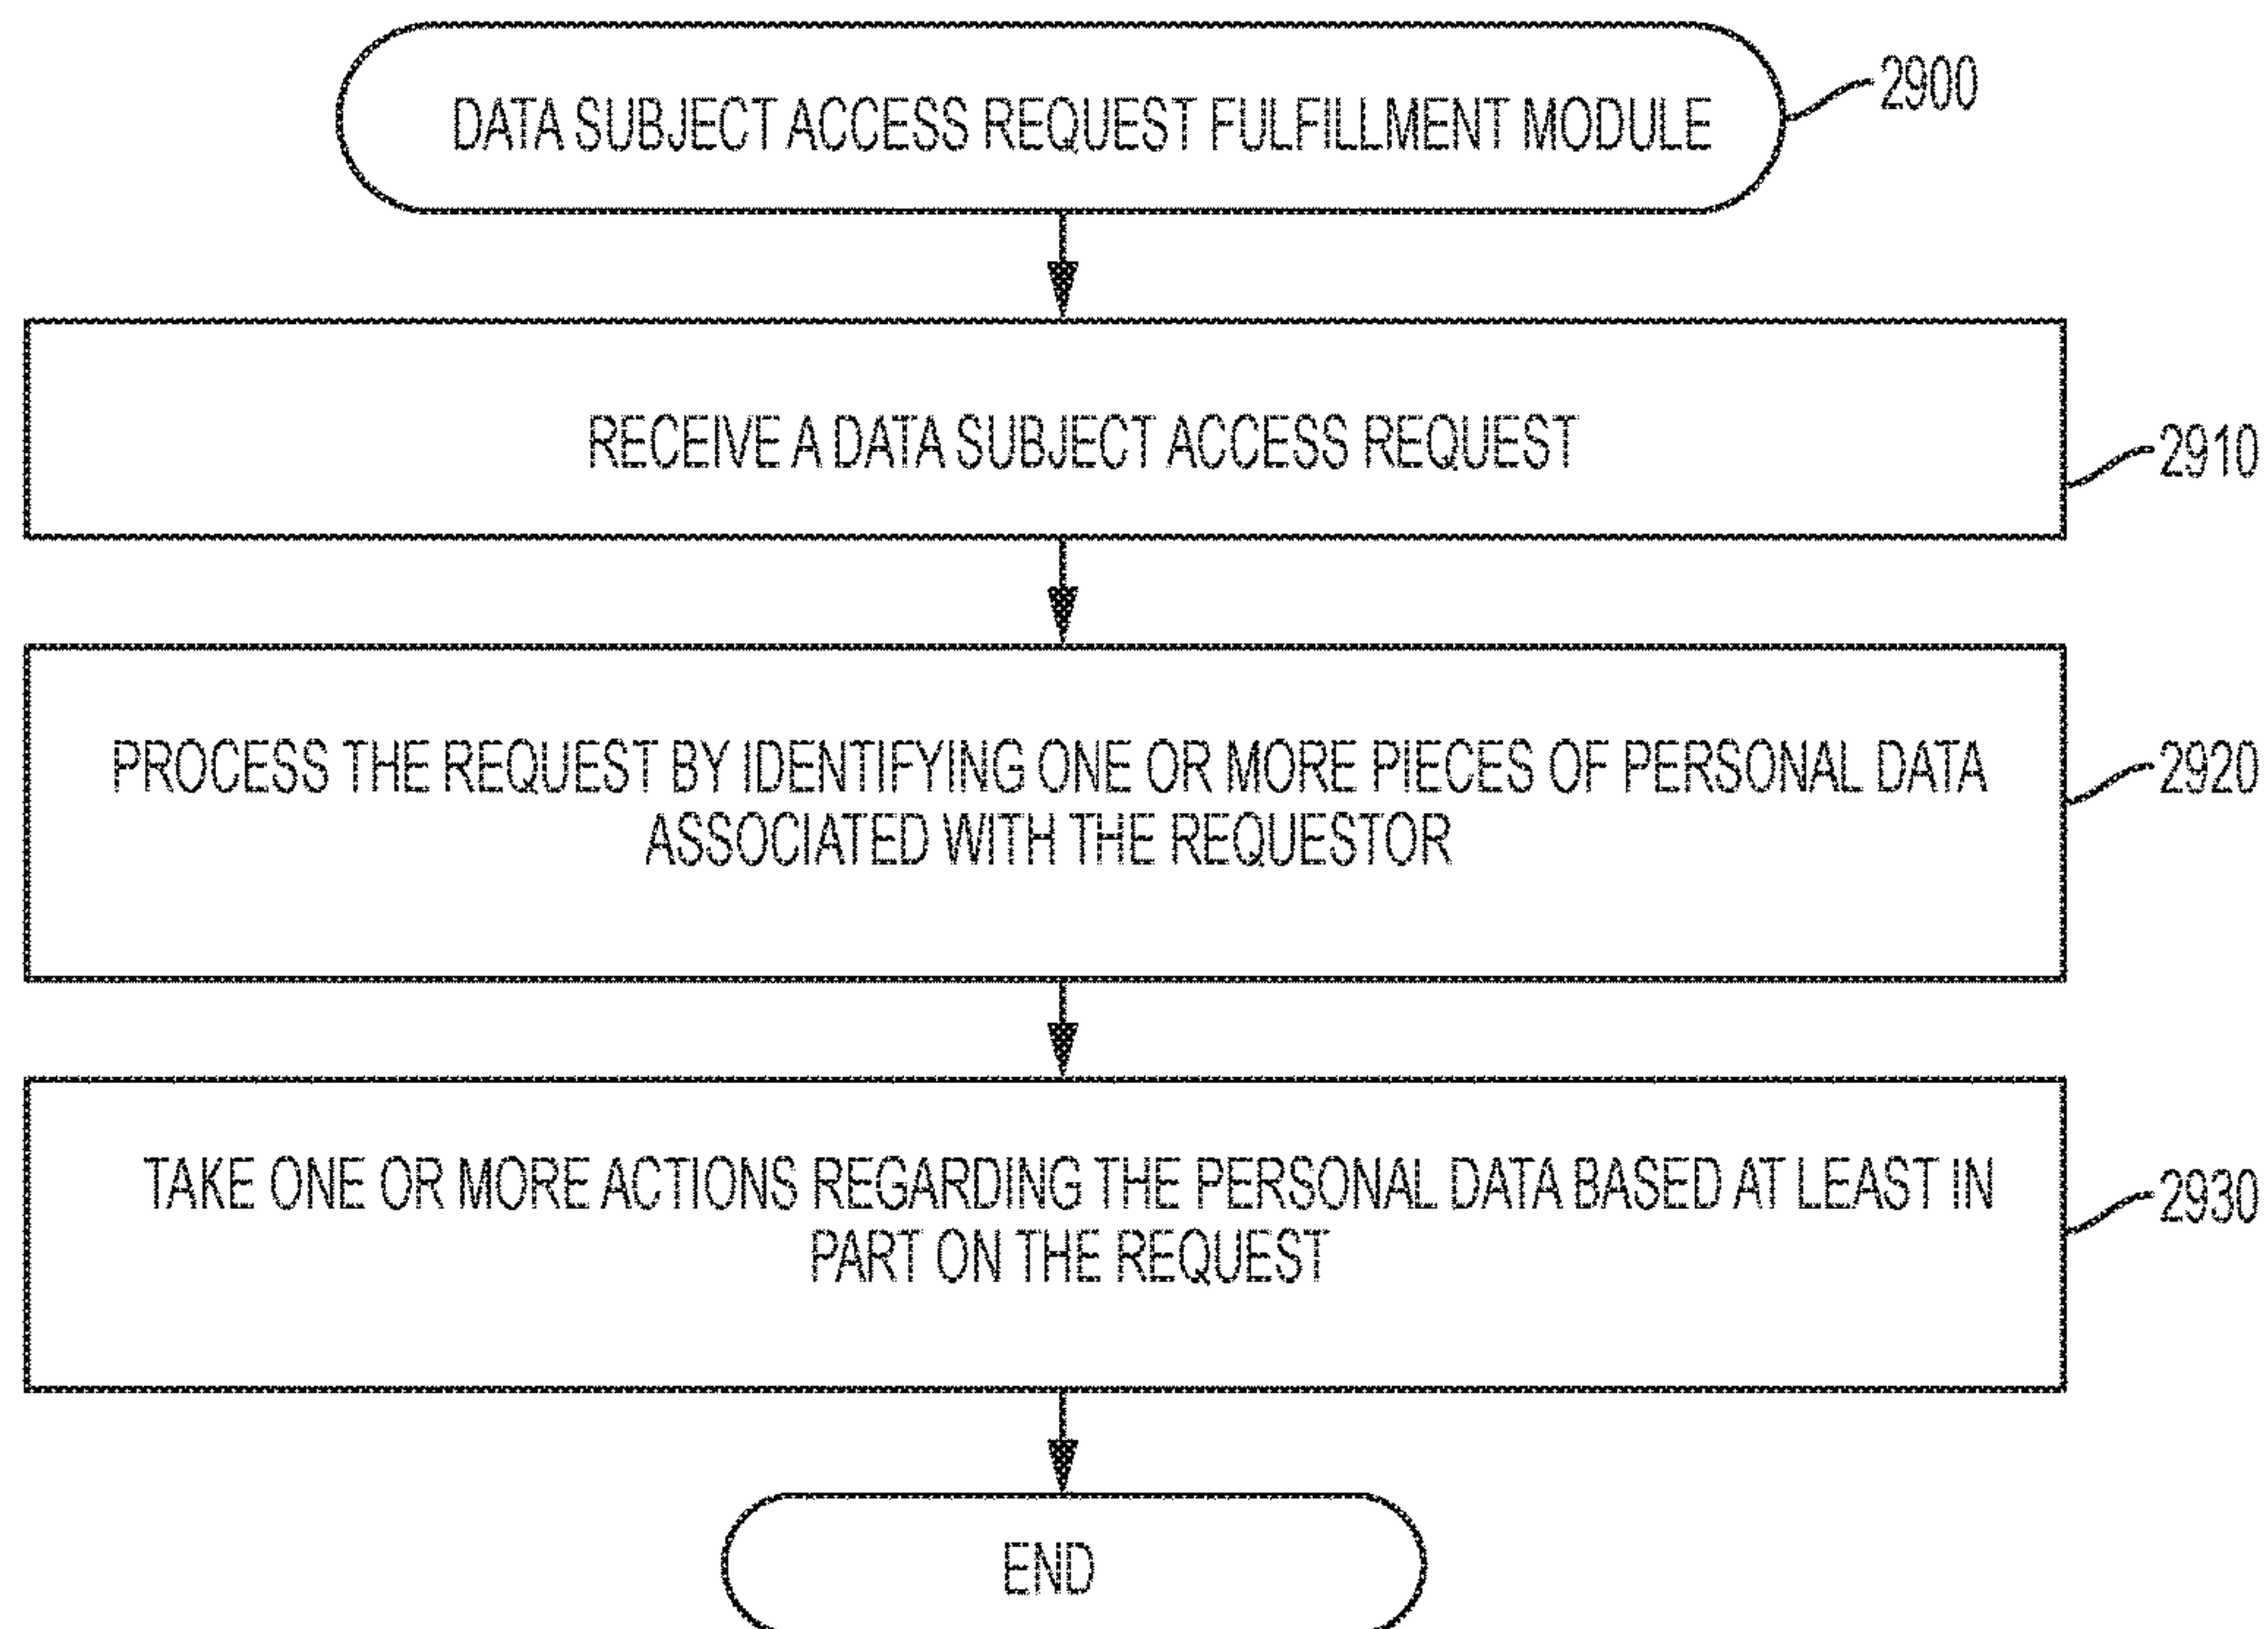 DATA SUBJECT ACCESS REQUEST FULFILLMENT MODULE
2900
RECEIVE A DATA SUBJECT ACCESS REQUEST
2910
PROCESS THE REQUEST BY IDENTIFYING ONE OR MORE PIECES OF PERSONAL DATA
ASSOCIATED WITH THE REQUESTOR
2920
TAKE ONE OR MORE ACTIONS REGARDING THE PERSONAL DATA BASED AT LEAST IN
PART ON THE REQUEST
2930
END